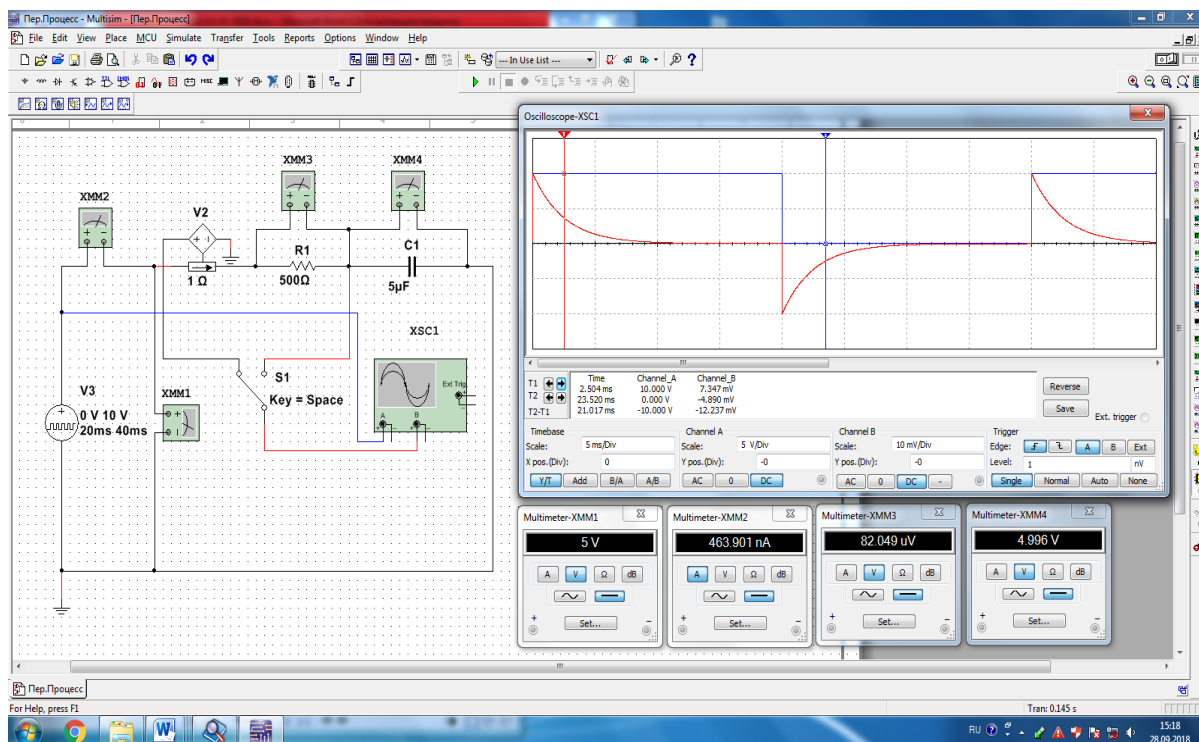 Пер.Процесс - Multisim - [Пер.Процесс]
File Edit View Place MCU Simulate Transfer Tools Reports Options Window Help
--- In Use List ---
Oscilloscope-XSC1
XMM3
XMM4
XMM2
V2
R1
C1
1 Ω
500Ω
5µF
XSC1
Ext Trig
A
B
S1
Key = Space
V3
XMM1
0 V 10 V
20ms 40ms
Time Channel_A Channel_B
T1 2.504 ms 10.000 V 7.347 mV
T2 23.520 ms 0.000 V -4.890 mV
T2-T1 21.017 ms -10.000 V -12.237 mV
Reverse
Save
Ext. trigger
Timebase Channel A Channel B Trigger
Scale: 5 ms/Div Scale: 5 V/Div Scale: 10 mV/Div Edge: A B Ext
X pos.(Div): 0 Y pos.(Div): -0 Y pos.(Div): -0 Level: 1 nV
Y/T Add B/A A/B AC 0 DC AC 0 DC - Single Normal Auto None
Multimeter-XMM1
5 V
A V Ω dB
Set...
Multimeter-XMM2
463.901 nA
A V Ω dB
Set...
Multimeter-XMM3
82.049 uV
A V Ω dB
Set...
Multimeter-XMM4
4.996 V
A V Ω dB
Set...
Пер.Процесс
For Help, press F1
Tran: 0.145 s
RU
15:18
28.09.2018